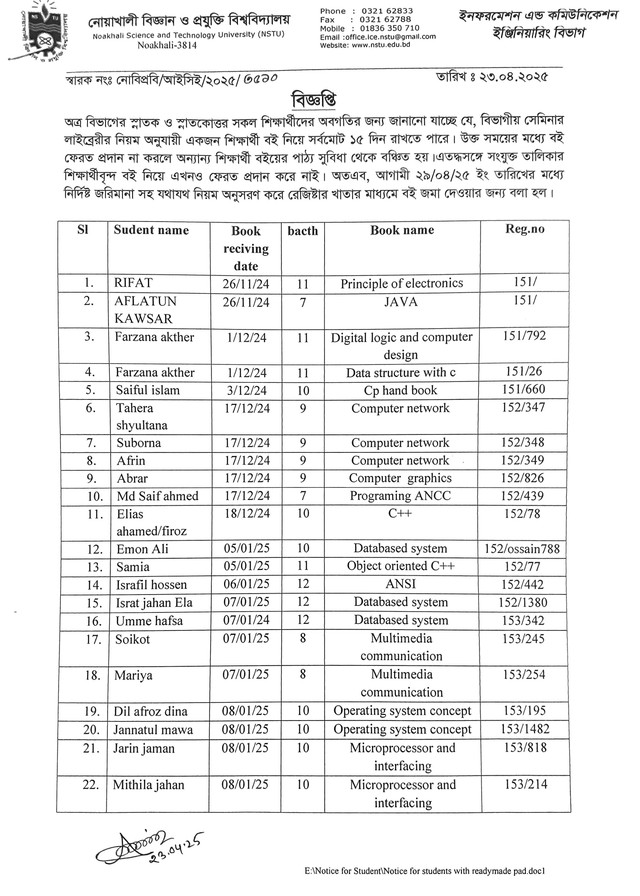 নোয়াখালী বিজ্ঞান ও প্রযুক্তি বিশ্ববিদ্যালয়
Noakhali Science and Technology University (NSTU)
Noakhali-3814
Phone : 0321 62833
Fax : 0321 62788
Mobile : 01836 350 710
Email :office.ice.nstu@gmail.com
Website: www.nstu.edu.bd
ইনফরমেশন এন্ড কমিউনিকেশন
ইঞ্জিনিয়ারিং বিভাগ
স্বারক নংঃ নোবিপ্রবি/আইসিই/২০২৫/
তারিখ ঃ ২৩.০৪.২০২৫
বিজ্ঞপ্তি
অত্র বিভাগের স্নাতক ও স্নাতকোত্তর সকল শিক্ষার্থীদের অবগতির জন্য জানানো যাচ্ছে যে, বিভাগীয় সেমিনার
লাইব্রেরীর নিয়ম অনুযায়ী একজন শিক্ষার্থী বই নিয়ে সর্বমোট ১৫ দিন রাখতে পারে। উক্ত সময়ের মধ্যে বই
ফেরত প্রদান না করলে অন্যান্য শিক্ষার্থী বইয়ের পাঠ্য সুবিধা থেকে বঞ্চিত হয়।এতদ্ধসঙ্গে সংযুক্ত তালিকার
শিক্ষার্থীবৃন্দ বই নিয়ে এখনও ফেরত প্রদান করে নাই। অতএব, আগামী ২৯/০৪/২৫ ইং তারিখের মধ্যে
নির্দিষ্ট জরিমানা সহ যথাযথ নিয়ম অনুসরণ করে রেজিষ্টার খাতার মাধ্যমে বই জমা দেওয়ার জন্য বলা হল।
Sl Sudent name Book bacth Book name Reg.no
reciving
date
1. RIFAT 26/11/24 11 Principle of electronics 151/
2. AFLATUN 26/11/24 7 JAVA 151/
KAWSAR
3. Farzana akther 1/12/24 11 Digital logic and computer 151/792
design
4. Farzana akther 1/12/24 11 Data structure with c 151/26
5. Saiful islam 3/12/24 10 Cp hand book 151/660
6. Tahera 17/12/24 9 Computer network 152/347
shyultana
7. Suborna 17/12/24 9 Computer network 152/348
8. Afrin 17/12/24 9 Computer network 152/349
9. Abrar 17/12/24 9 Computer graphics 152/826
10. Md Saif ahmed 17/12/24 7 Programing ANCC 152/439
11. Elias 18/12/24 10 C++ 152/78
ahamed/firoz
12. Emon Ali 05/01/25 10 Databased system 152/ossain788
13. Samia 05/01/25 11 Object oriented C++ 152/77
14. Israfil hossen 06/01/25 12 ANSI 152/442
15. Israt jahan Ela 07/01/25 12 Databased system 152/1380
16. Umme hafsa 07/01/24 12 Databased system 153/342
17. Soikot 07/01/25 8 Multimedia 153/245
communication
18. Mariya 07/01/25 8 Multimedia 153/254
communication
19. Dil afroz dina 08/01/25 10 Operating system concept 153/195
20. Jannatul mawa 08/01/25 10 Operating system concept 153/1482
21. Jarin jaman 08/01/25 10 Microprocessor and 153/818
interfacing
22. Mithila jahan 08/01/25 10 Microprocessor and 153/214
interfacing
23.04.25
E:\Notice for Student\Notice for students with readymade pad.doc1